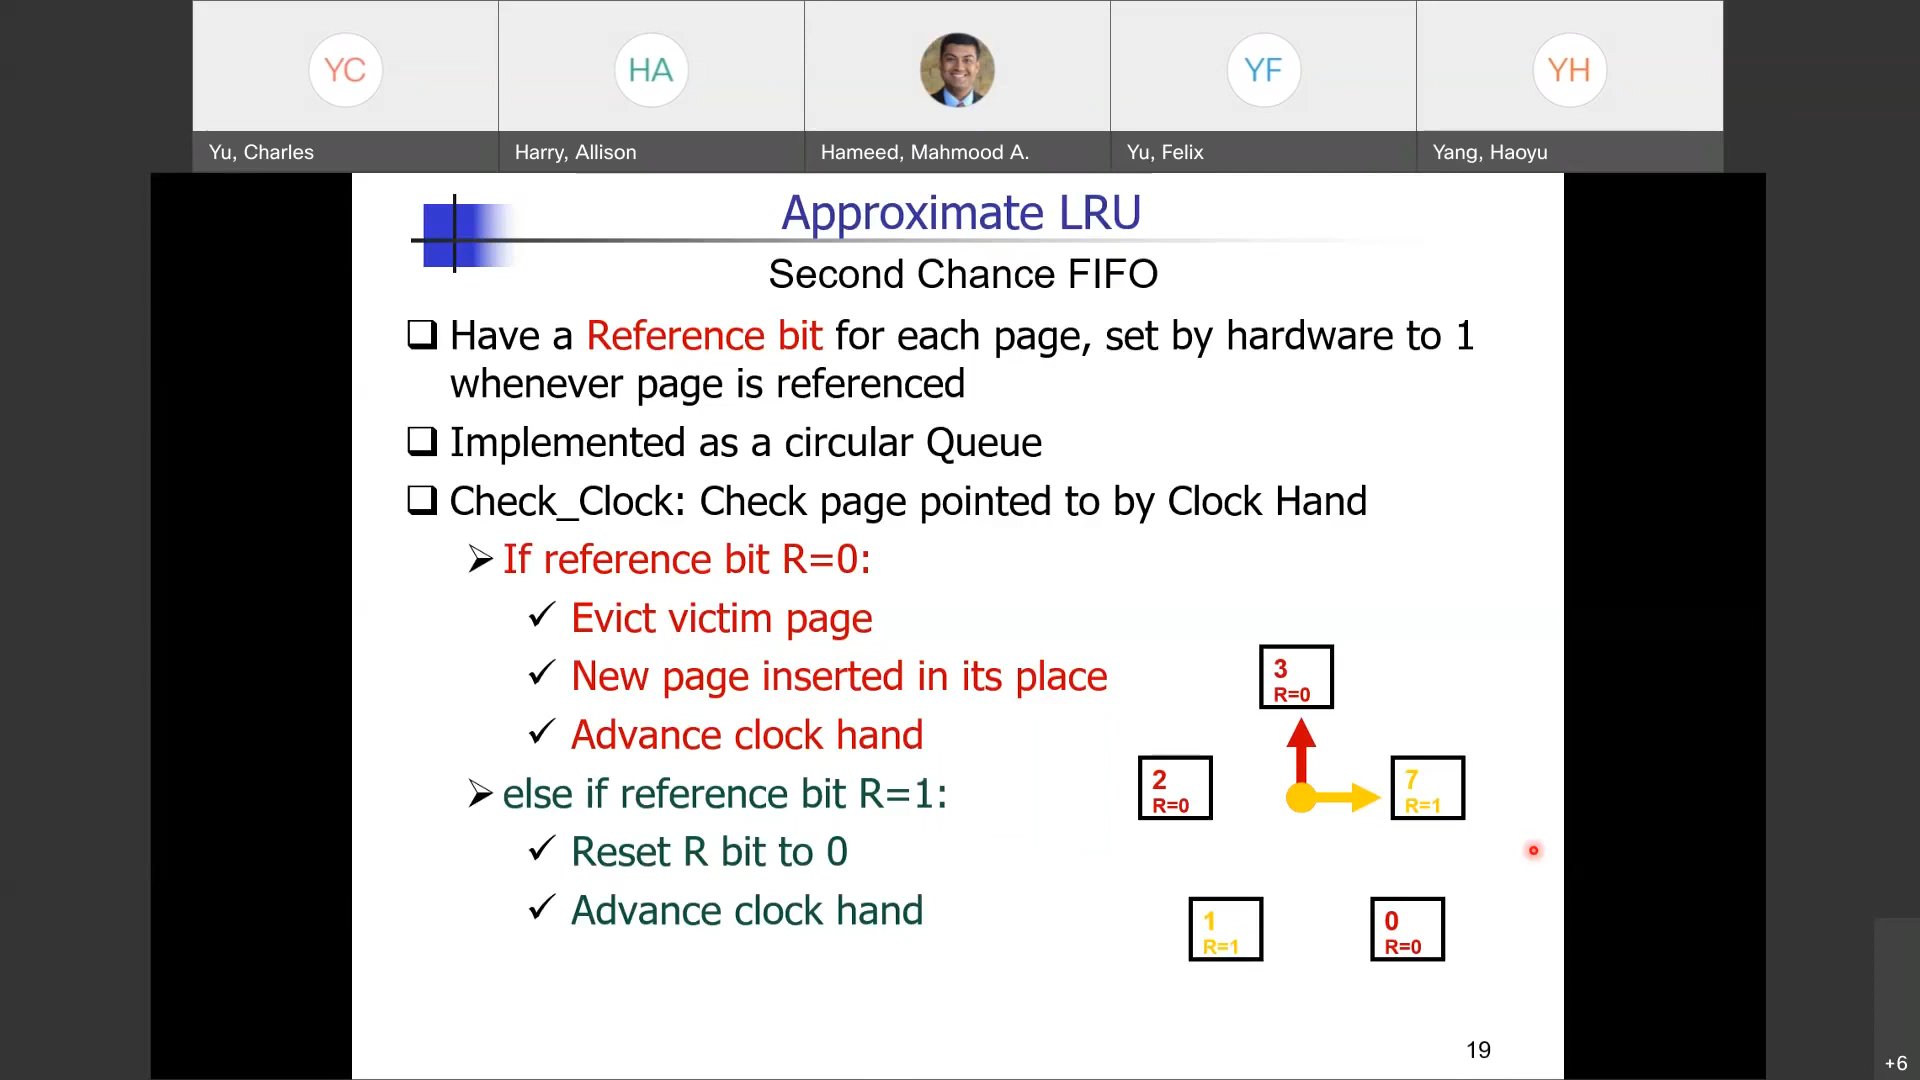 YC
HA
YF
YH
Yu, Charles
Harry, Allison
Hameed, Mahmood A.
Yu, Felix
Yang, Haoyu
Approximate LRU
Second Chance FIFO
Have a Reference bit for each page, set by hardware to 1
whenever page is referenced
Implemented as a circular Queue
Check_Clock: Check page pointed to by Clock Hand
If reference bit R=0:
Evict victim page
New page inserted in its place
Advance clock hand
else if reference bit R=1:
Reset R bit to 0
Advance clock hand
3
R=0
2
R=0
7
R=1
1
R=1
0
R=0
19
+6